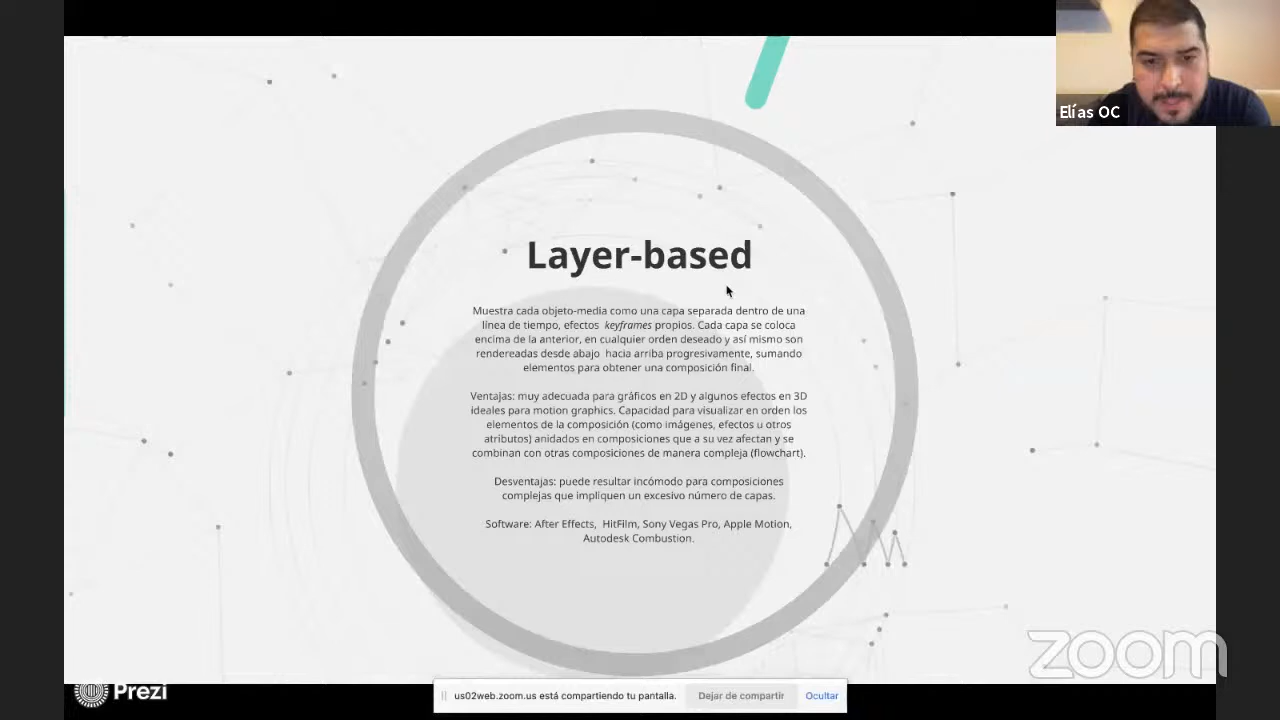 Elías OC
Layer-based
Muestra cada objeto-media como una capa separada dentro de una
línea de tiempo, efectos keyframes propios. Cada capa se coloca
encima de la anterior, en cualquier orden deseado y así mismo son
rendereadas desde abajo hacia arriba progresivamente, sumando
elementos para obtener una composición final.
Ventajas: muy adecuada para gráficos en 2D y algunos efectos en 3D
ideales para motion graphics. Capacidad para visualizar en orden los
elementos de la composición (como imágenes, efectos u otros
atributos) anidados en composiciones que a su vez afectan y se
combinan con otras composiciones de manera compleja (flowchart).
Desventajas: puede resultar incómodo para composiciones
complejas que impliquen un excesivo número de capas.
Software: After Effects, HitFilm, Sony Vegas Pro, Apple Motion,
Autodesk Combustion.
zoom
Prezi
us02web.zoom.us está compartiendo tu pantalla.
Dejar de compartir
Ocultar